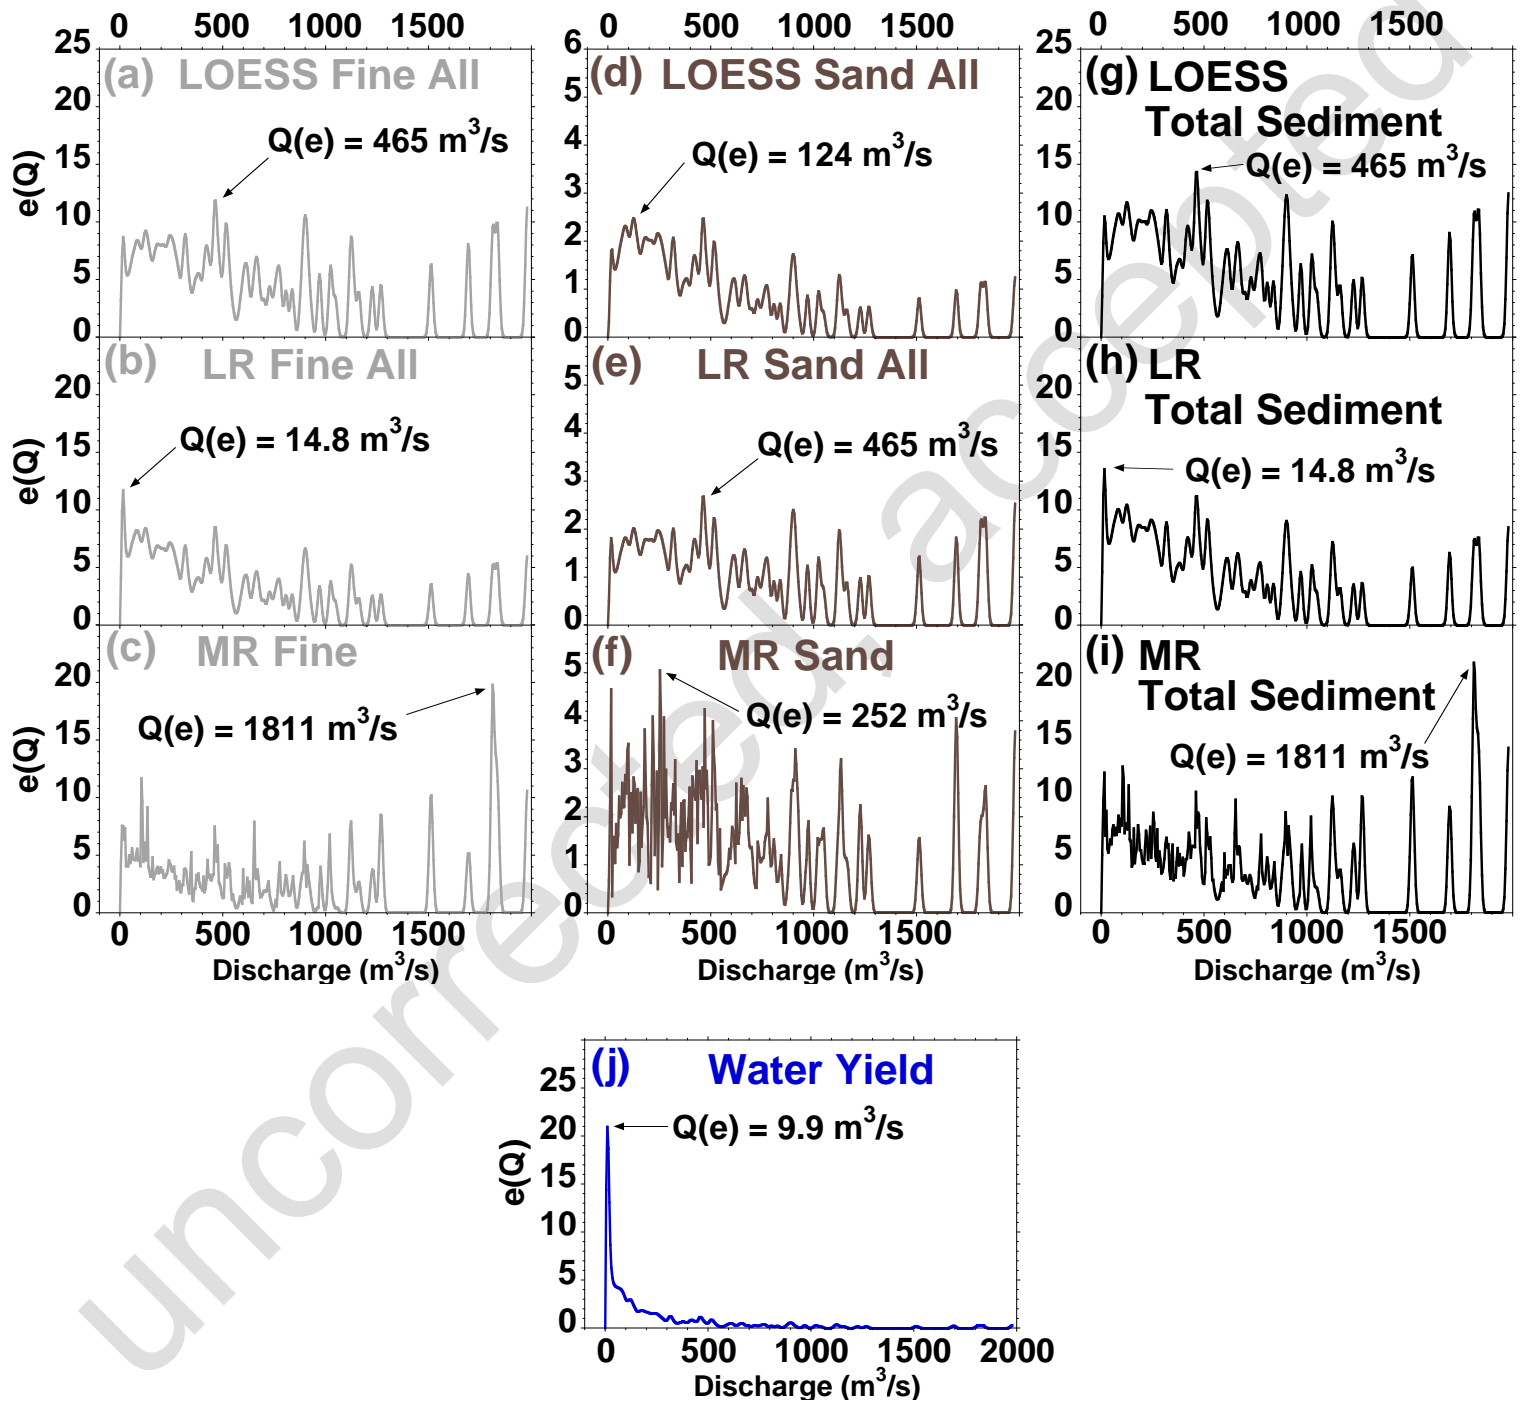 0 500 1000 1500
0 500 1000 1500
0 500 1000 1500
25
20
15
10
5
0
e(Q)
(a) LOESS Fine All
Q(e) = 465 m³/s
6
5
4
3
2
1
0
(d) LOESS Sand All
Q(e) = 124 m³/s
25
20
15
10
5
0
(g) LOESS
Total Sediment
Q(e) = 465 m³/s
20
15
10
5
0
e(Q)
(b) LR Fine All
Q(e) = 14.8 m³/s
5
4
3
2
1
0
(e) LR Sand All
Q(e) = 465 m³/s
20
15
10
5
0
(h) LR
Total Sediment
Q(e) = 14.8 m³/s
20
15
10
5
0
e(Q)
(c) MR Fine
Q(e) = 1811 m³/s
0 500 1000 1500
Discharge (m³/s)
5
4
3
2
1
0
(f) MR Sand
Q(e) = 252 m³/s
0 500 1000 1500
Discharge (m³/s)
20
15
10
5
0
(i) MR
Total Sediment
Q(e) = 1811 m³/s
0 500 1000 1500
Discharge (m³/s)
25
20
15
10
5
0
e(Q)
(j) Water Yield
Q(e) = 9.9 m³/s
0 500 1000 1500 2000
Discharge (m³/s)
uncorrected, accepted